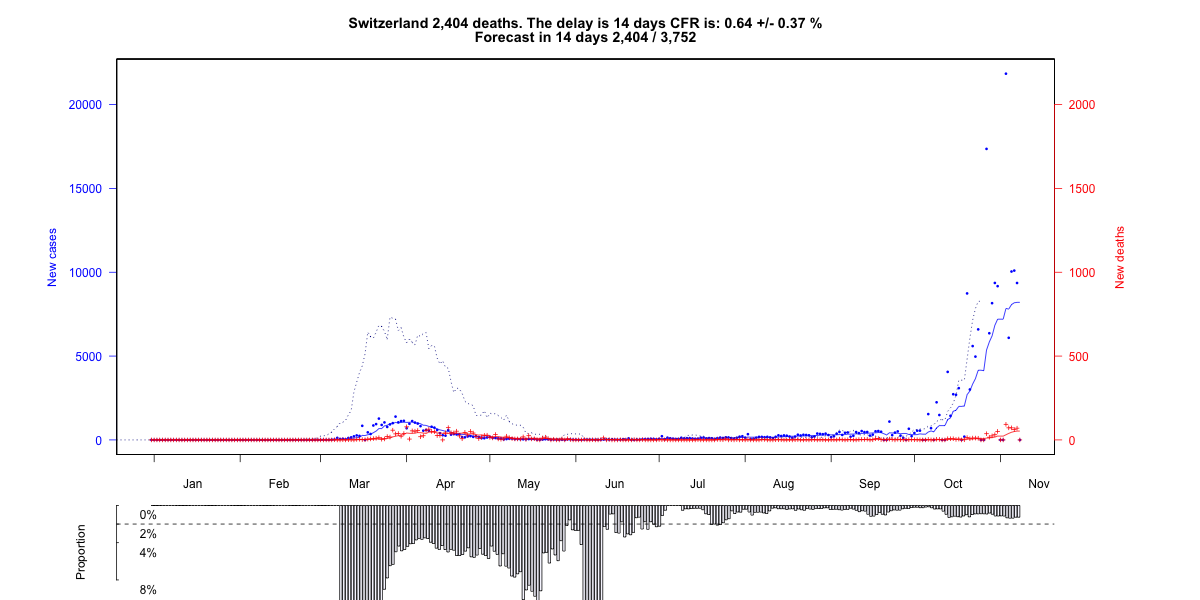 Switzerland 2,404 deaths. The delay is 14 days CFR is: 0.64 +/- 0.37 %
Forecast in 14 days 2,404 / 3,752
20000
15000
10000
5000
0
New cases
2000
1500
1000
500
0
New deaths
Jan Feb Mar Apr May Jun Jul Aug Sep Oct Nov
0%
2%
4%
8%
Proportion